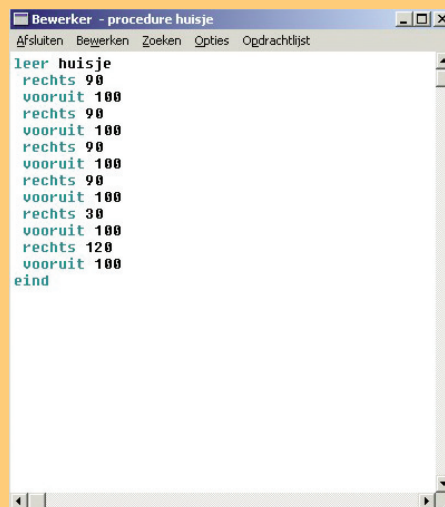 Bewerker - procedure huisje
Afsluiten Bewerken Zoeken Opties Opdrachtlijst
leer huisje
rechts 90
vooruit 100
rechts 90
vooruit 100
rechts 90
vooruit 100
rechts 90
vooruit 100
rechts 30
vooruit 100
rechts 120
vooruit 100
eind